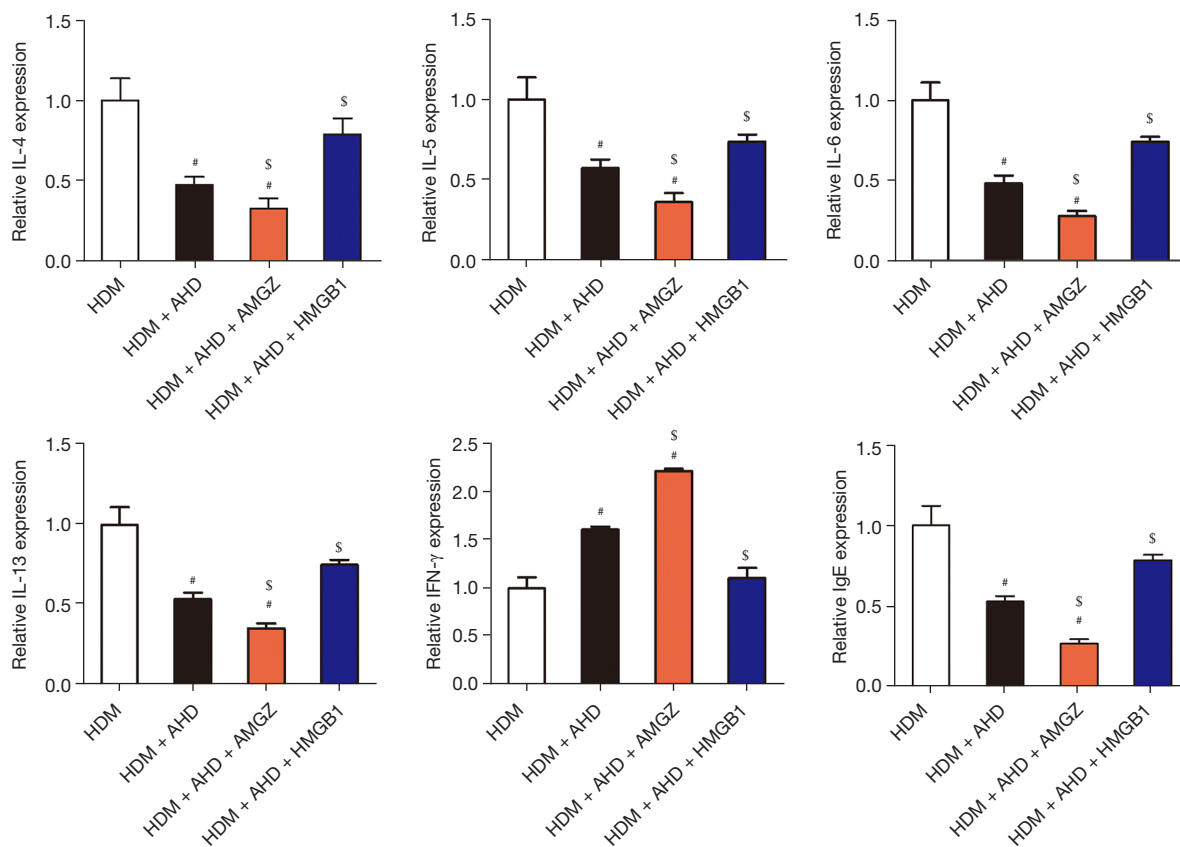 Relative IL-4 expression
1.5
1.0
0.5
0.0
#
$
#
$
HDM
HDM + AHD
HDM + AHD + AMGZ
HDM + AHD + HMGB1
Relative IL-5 expression
1.5
1.0
0.5
0.0
#
$
#
$
HDM
HDM + AHD
HDM + AHD + AMGZ
HDM + AHD + HMGB1
Relative IL-6 expression
1.5
1.0
0.5
0.0
#
$
#
$
HDM
HDM + AHD
HDM + AHD + AMGZ
HDM + AHD + HMGB1
Relative IL-13 expression
1.5
1.0
0.5
0.0
#
$
#
$
HDM
HDM + AHD
HDM + AHD + AMGZ
HDM + AHD + HMGB1
Relative IFN-γ expression
2.5
2.0
1.5
1.0
0.5
0.0
#
$
#
$
HDM
HDM + AHD
HDM + AHD + AMGZ
HDM + AHD + HMGB1
Relative IgE expression
1.5
1.0
0.5
0.0
#
$
#
$
HDM
HDM + AHD
HDM + AHD + AMGZ
HDM + AHD + HMGB1